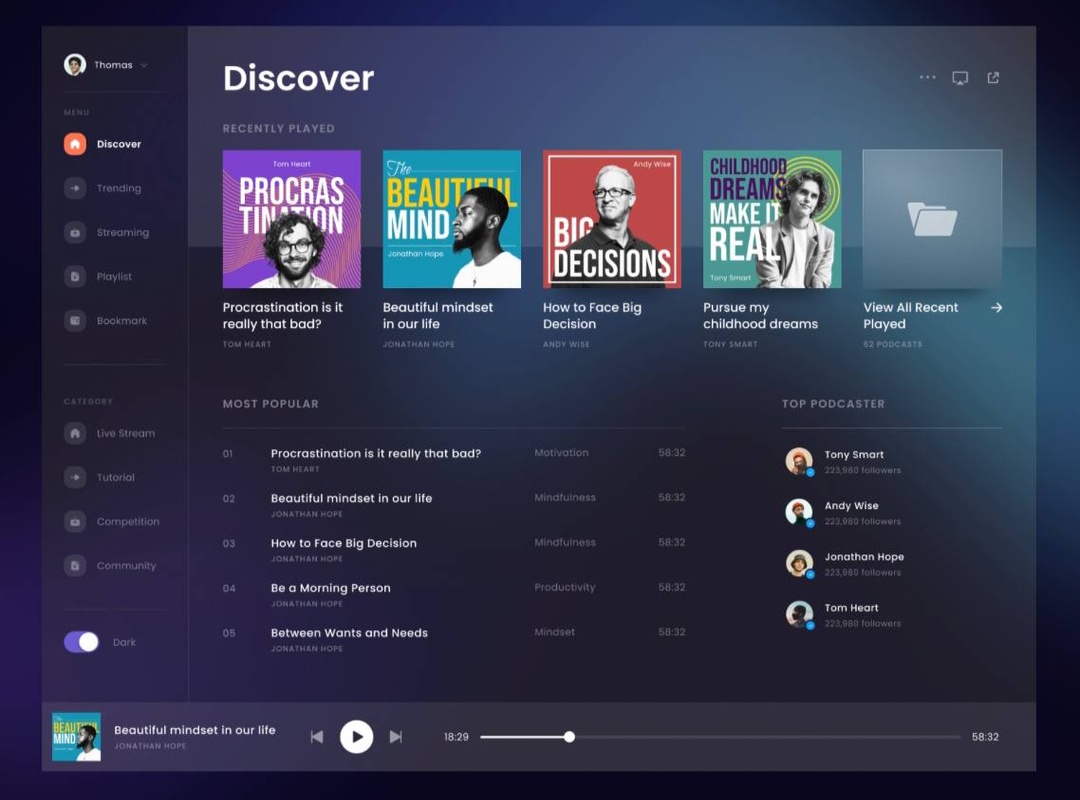 Thomas
MENU
Discover
Trending
Streaming
Playlist
Bookmark
CATEGORY
Live Stream
Tutorial
Competition
Community
Dark
Discover
RECENTLY PLAYED
Tom Heart
PROCRAS
TINATION
Procrastination is it
really that bad?
TOM HEART
The
BEAUTIFUL
MIND
Jonathan Hope
Beautiful mindset
in our life
JONATHAN HOPE
Andy Wise
BIG
DECISIONS
How to Face Big
Decision
ANDY WISE
CHILDHOOD
DREAMS
MAKE IT
REAL
Tony Smart
Pursue my
childhood dreams
TONY SMART
View All Recent
Played
62 PODCASTS
MOST POPULAR
01 Procrastination is it really that bad? Motivation 58:32
TOM HEART
02 Beautiful mindset in our life Mindfulness 58:32
JONATHAN HOPE
03 How to Face Big Decision Mindfulness 58:32
JONATHAN HOPE
04 Be a Morning Person Productivity 58:32
JONATHAN HOPE
05 Between Wants and Needs Mindset 58:32
JONATHAN HOPE
TOP PODCASTER
Tony Smart
223,980 followers
Andy Wise
223,980 followers
Jonathan Hope
223,980 followers
Tom Heart
223,980 followers
The
BEAUTIFUL
MIND
Beautiful mindset in our life
JONATHAN HOPE
18:29
58:32